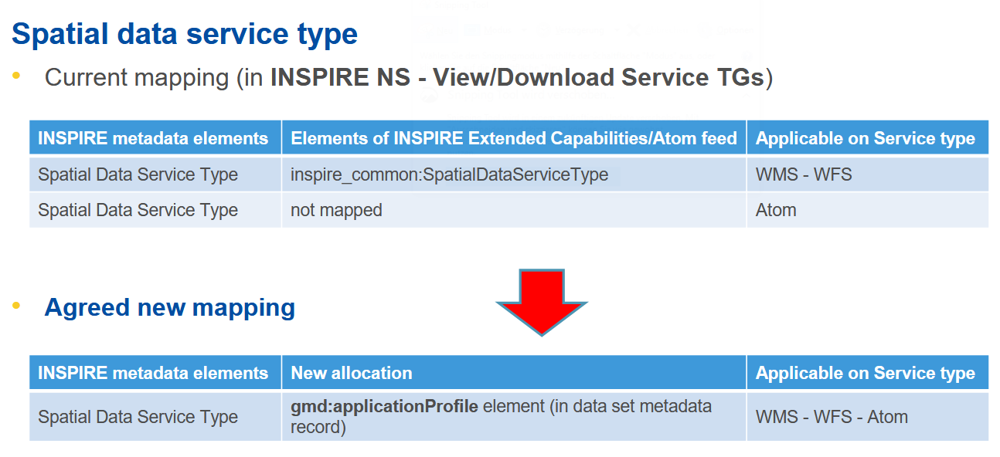 Spatial data service type
• Current mapping (in INSPIRE NS - View/Download Service TGs)
INSPIRE metadata elements Elements of INSPIRE Extended Capabilities/Atom feed Applicable on Service type
Spatial Data Service Type inspire_common:SpatialDataServiceType WMS - WFS
Spatial Data Service Type not mapped Atom
• Agreed new mapping
INSPIRE metadata elements New allocation Applicable on Service type
Spatial Data Service Type gmd:applicationProfile element (in data set metadata
record) WMS - WFS - Atom